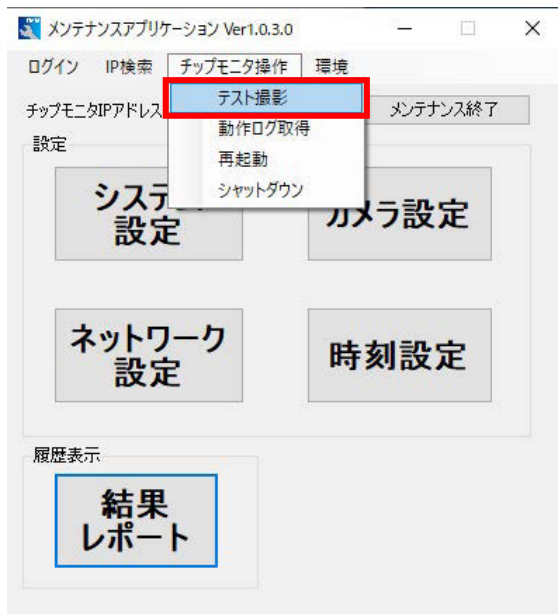 メンテナンスアプリケーション Ver1.0.3.0
ログイン IP検索 チップモニタ操作 環境
チップモニタIPアドレス
テスト撮影
メンテナンス終了
動作ログ取得
再起動
シャットダウン
設定
システ
設定
カメラ設定
ネットワーク
設定
時刻設定
履歴表示
結果
レポート